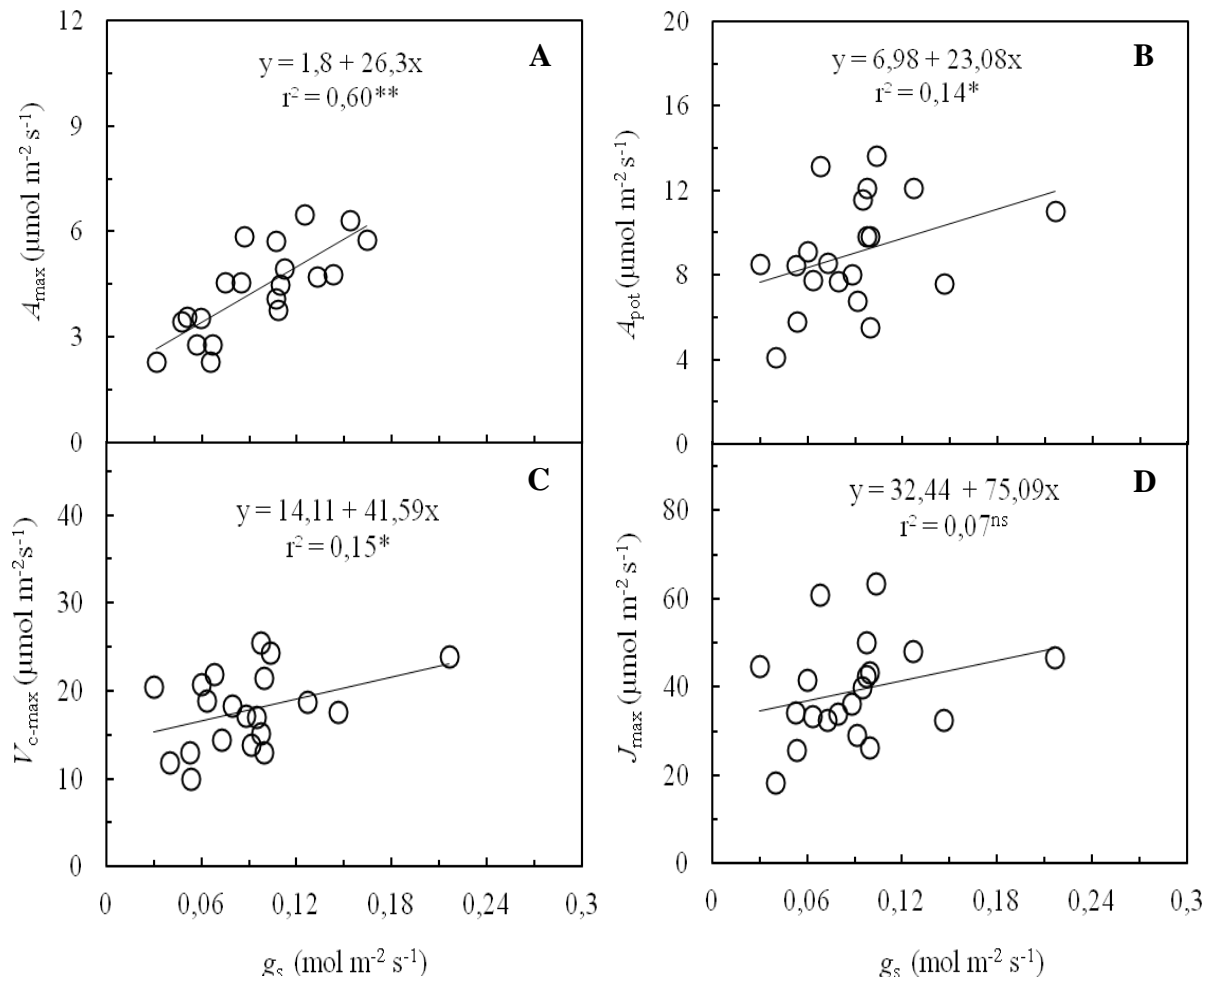 A
y = 1,8 + 26,3x
r² = 0,60**
12
9
6
3
0
Amax (µmol m-2 s-1)
B
y = 6,98 + 23,08x
r² = 0,14*
20
16
12
8
4
0
Apot (µmol m-2 s-1)
C
y = 14,11 + 41,59x
r² = 0,15*
40
30
20
10
0
Vc-max (µmol m-2s-1)
0 0,06 0,12 0,18 0,24 0,3
gs (mol m-2 s-1)
D
y = 32,44 + 75,09x
r² = 0,07ns
80
60
40
20
0
Jmax (µmol m-2 s-1)
0 0,06 0,12 0,18 0,24 0,3
gs (mol m-2 s-1)